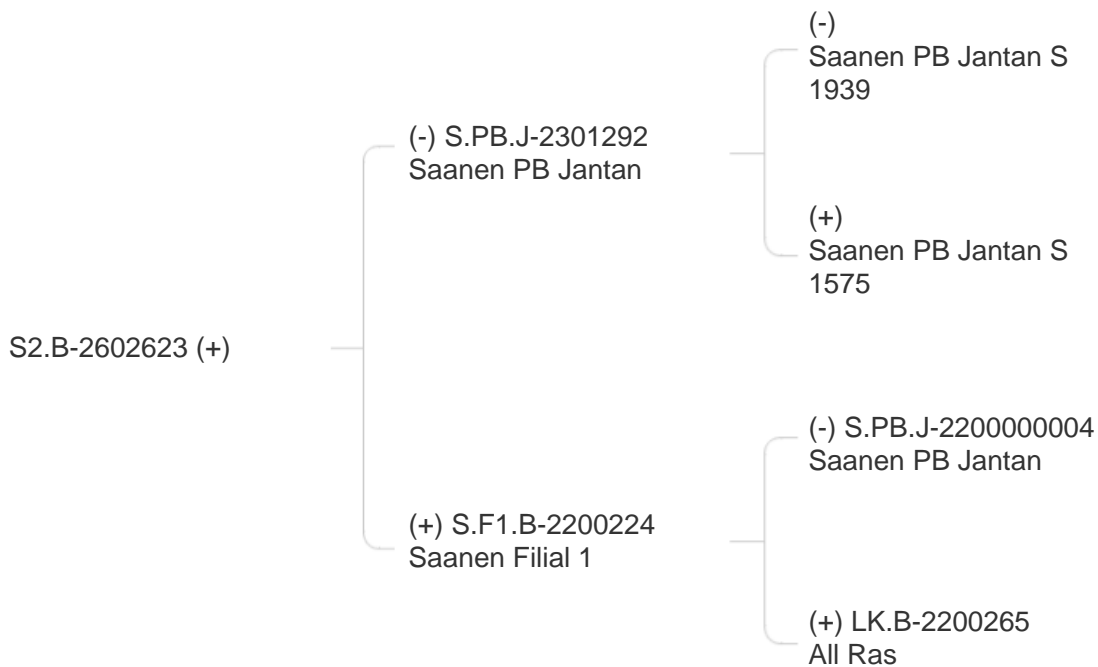 (-)
Saanen PB Jantan S
1939
(-) S.PB.J-2301292
Saanen PB Jantan
(+)
Saanen PB Jantan S
1575
S2.B-2602623 (+)
(-) S.PB.J-2200000004
Saanen PB Jantan
(+) S.F1.B-2200224
Saanen Filial 1
(+) LK.B-2200265
All Ras